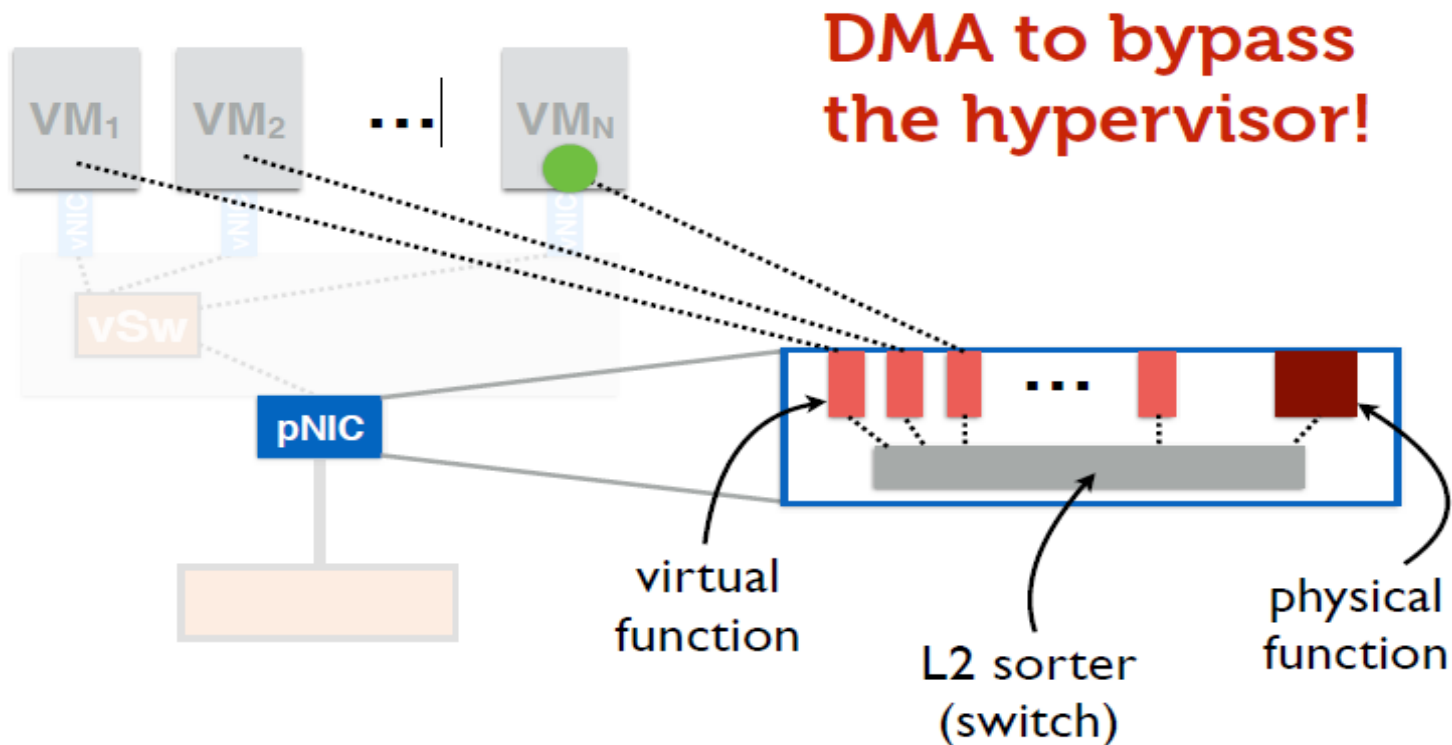 DMA to bypass
the hypervisor!
VM₁
VM₂
...
VMN
vNIC
vNIC
vNIC
vSw
pNIC
...
virtual
function
L2 sorter
(switch)
physical
function